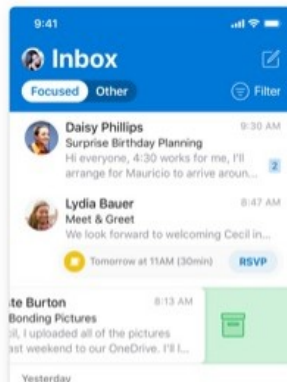 9:41
Inbox
Focused Other Filter
Daisy Phillips 9:30 AM
Surprise Birthday Planning
Hi everyone, 4:30 works for me, I'll
arrange for Mauricio to arrive aroun... 2
Lydia Bauer 8:47 AM
Meet & Greet
We look forward to welcoming Cecil in...
Tomorrow at 11AM (30min) RSVP
te Burton 8:13 AM
Bonding Pictures
cil, I uploaded all of the pictures
ast weekend to our OneDrive. I'll l...
Yesterday